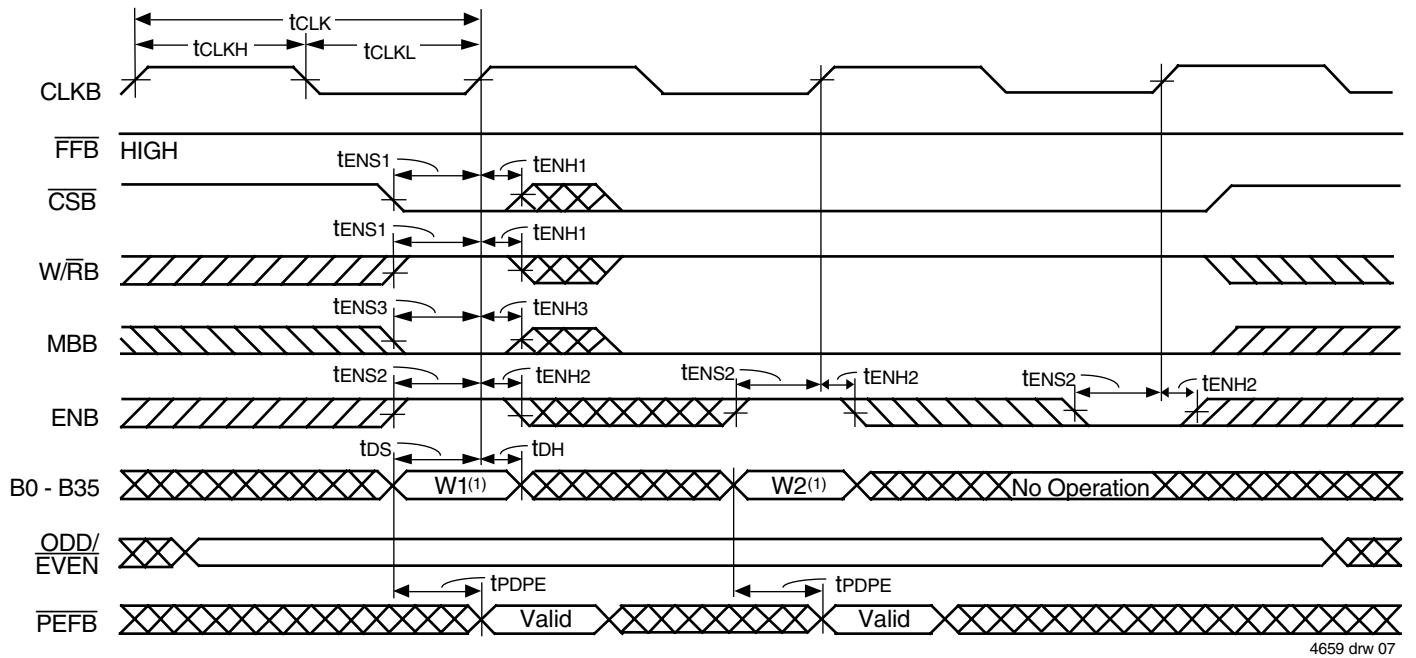 tCLK
tCLKH
tCLKL
CLKB
FFB HIGH
tENS1
tENH1
CSB
tENS1
tENH1
W/RB
tENS3
tENH3
MBB
tENS2
tENH2
tENS2
tENH2
tENS2
tENH2
ENB
tDS
tDH
B0 - B35
W1(1)
W2(1)
No Operation
ODD/
EVEN
tPDPE
tPDPE
PEFB
Valid
Valid
4659 drw 07